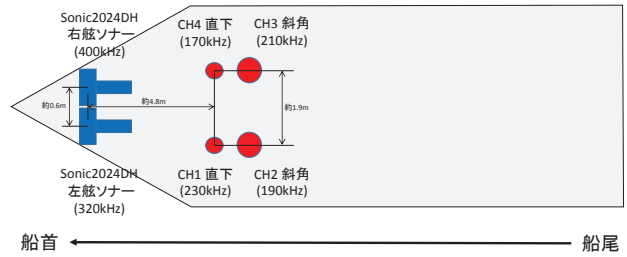 Sonic2024DH
右舷ソナー
(400kHz)
CH4 直下
(170kHz)
CH3 斜角
(210kHz)
約0.6m
約4.8m
約1.9m
Sonic2024DH
左舷ソナー
(320kHz)
CH1 直下
(230kHz)
CH2 斜角
(190kHz)
船首
船尾